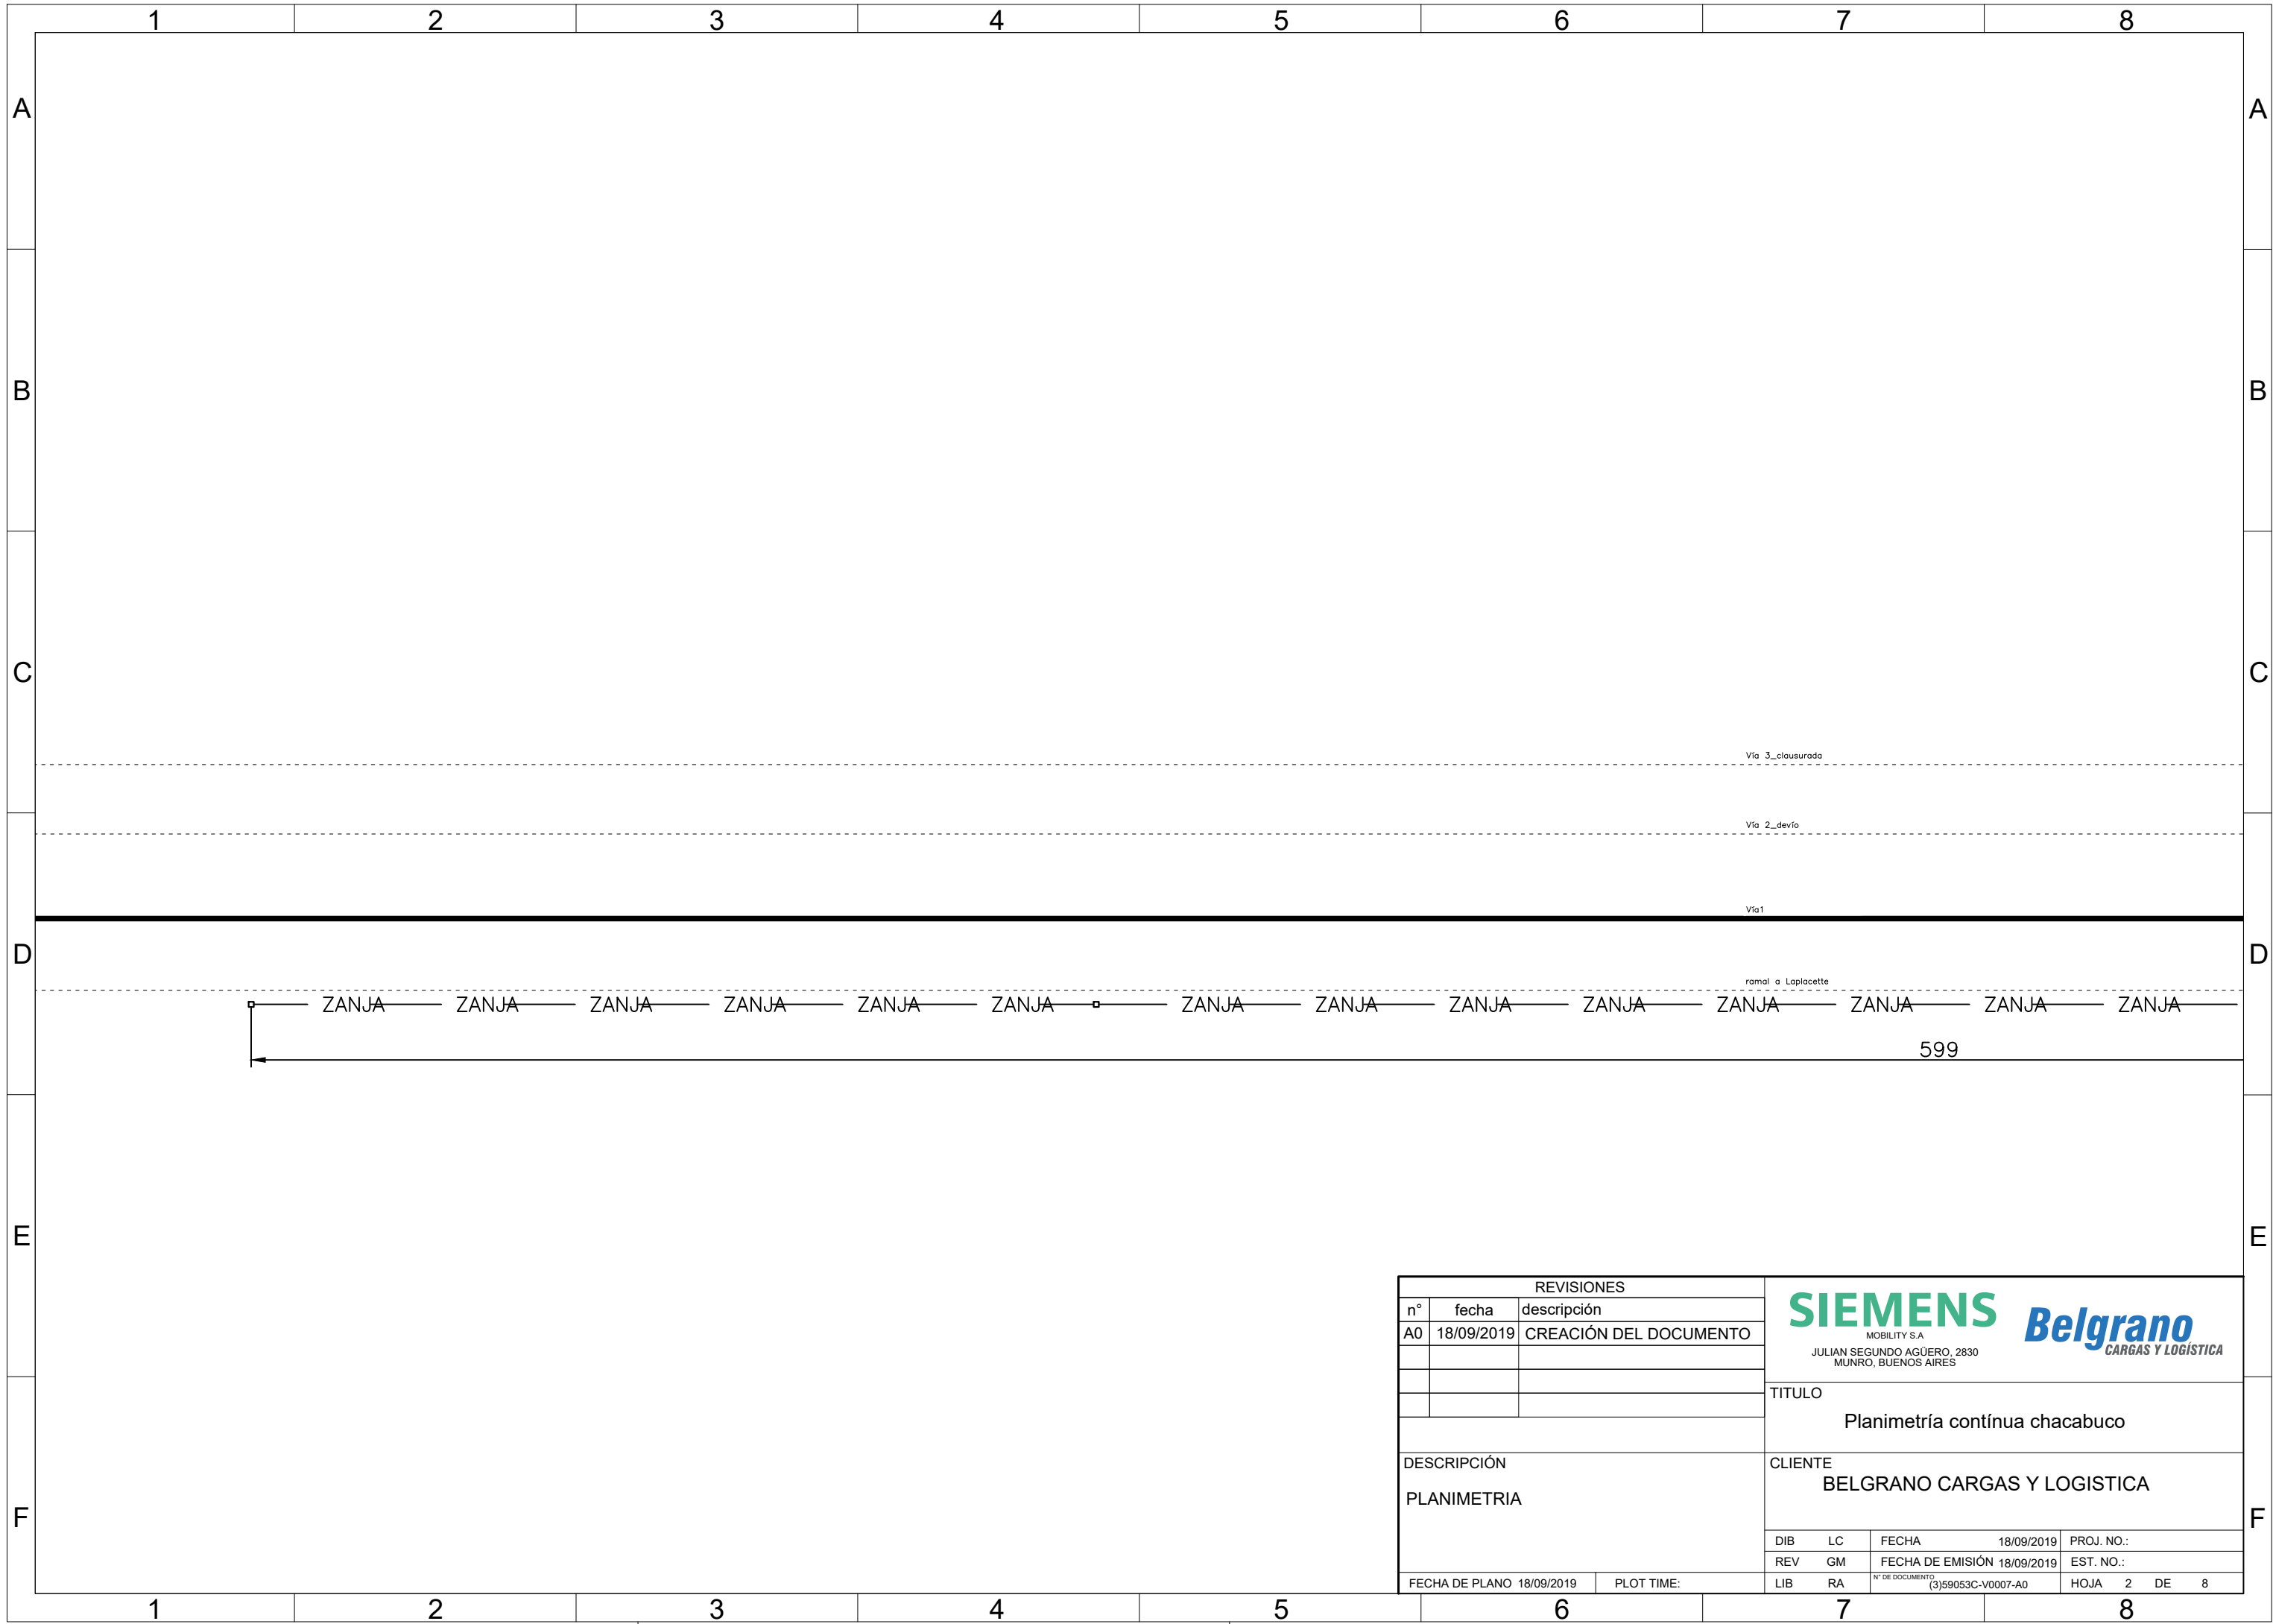 1 2 3 4 5 6 7 8
A A
B B
C C
Vía 3_clausurada
Vía 2_devío
Vía1
D D
ramal a Laplacette
ZANJA ZANJA ZANJA ZANJA ZANJA ZANJA ZANJA ZANJA ZANJA ZANJA ZANJA ZANJA ZANJA ZANJA
599
E E
REVISIONES
n° fecha descripción
A0 18/09/2019 CREACIÓN DEL DOCUMENTO
SIEMENS
MOBILITY S.A
JULIAN SEGUNDO AGÜERO, 2830
MUNRO, BUENOS AIRES
Belgrano
CARGAS Y LOGÍSTICA
TITULO
Planimetría contínua chacabuco
DESCRIPCIÓN
PLANIMETRIA
CLIENTE
BELGRANO CARGAS Y LOGISTICA
F F
DIB LC FECHA 18/09/2019 PROJ. NO.:
REV GM FECHA DE EMISIÓN 18/09/2019 EST. NO.:
FECHA DE PLANO 18/09/2019 PLOT TIME: LIB RA N° DE DOCUMENTO (3)59053C-V0007-A0 HOJA 2 DE 8
1 2 3 4 5 6 7 8